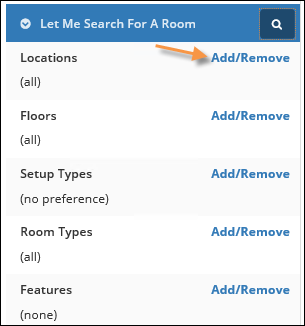 Let Me Search For A Room
Locations Add/Remove
(all)
Floors Add/Remove
(all)
Setup Types Add/Remove
(no preference)
Room Types Add/Remove
(all)
Features Add/Remove
(none)